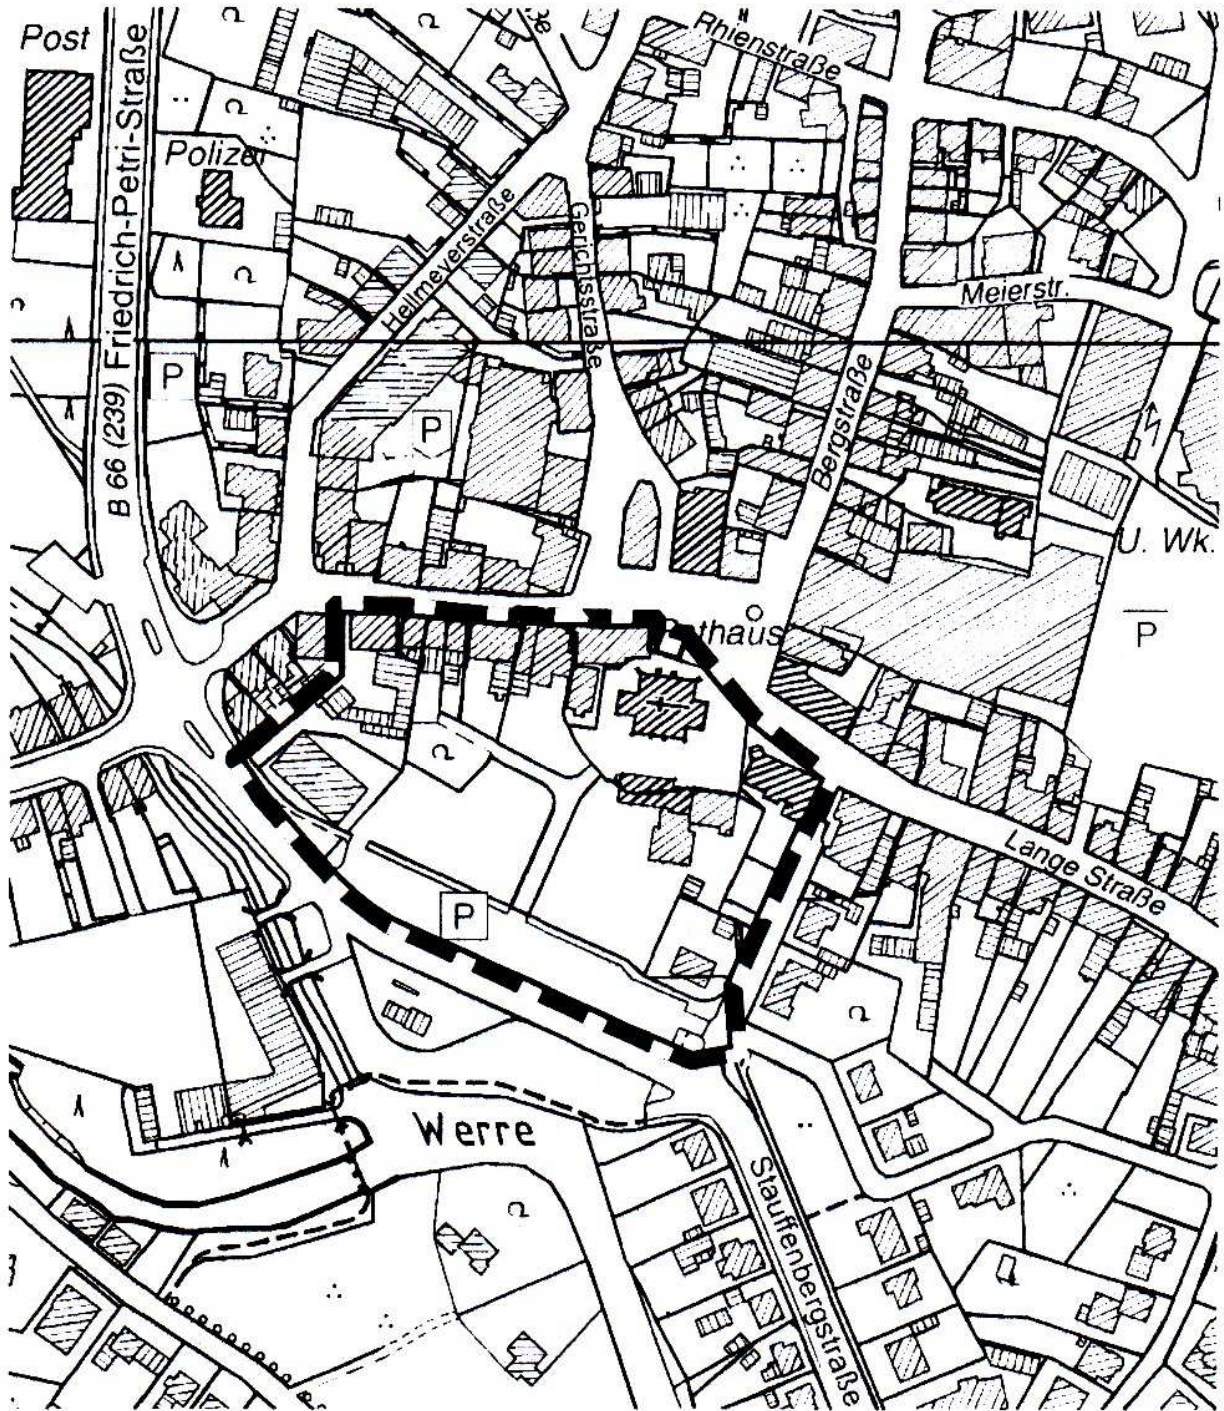 Post
Friedrich-Petri-Straße
B 66 (239)
Polizei
Rhienstraße
Hellmeyerstraße
Gerichtsstraße
Meierstr.
P
P
Bergstraße
U. Wk.
P
Rathaus
Lange Straße
P
Werre
Stauffenbergstraße